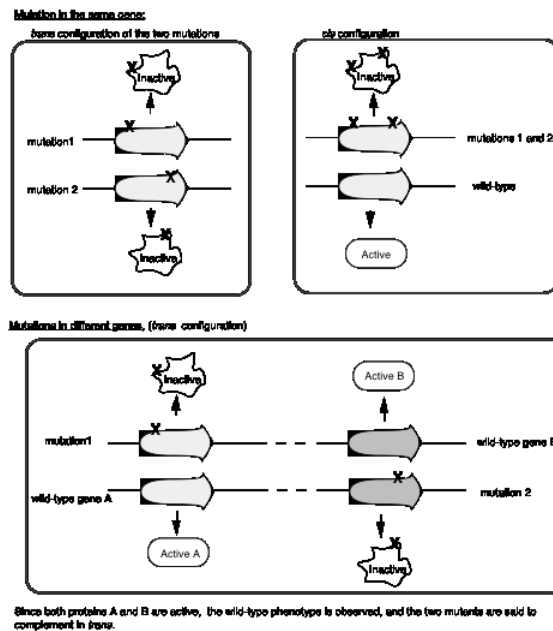 Mutation in the same gene:
trans configuration of the two mutations
cis configuration
Inactive
Inactive
mutation1
mutations 1 and 2
mutation 2
wild-type
Inactive
Active
Mutations in different genes, (trans configuration)
Inactive
Active B
mutation1
wild-type gene B
wild-type gene A
mutation 2
Active A
Inactive
Since both proteins A and B are active, the wild-type phenotype is observed, and the two mutants are said to
complement in trans.